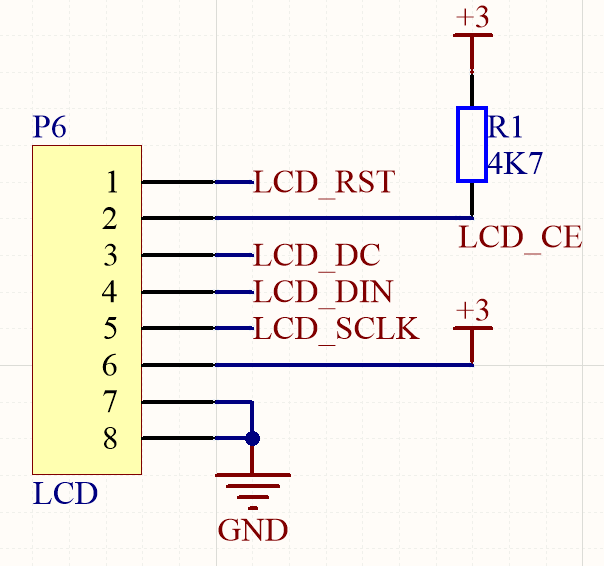 +3
P6
R1
4K7
1
LCD_RST
2
LCD_CE
3
LCD_DC
4
LCD_DIN
5
LCD_SCLK
+3
6
7
8
LCD
GND